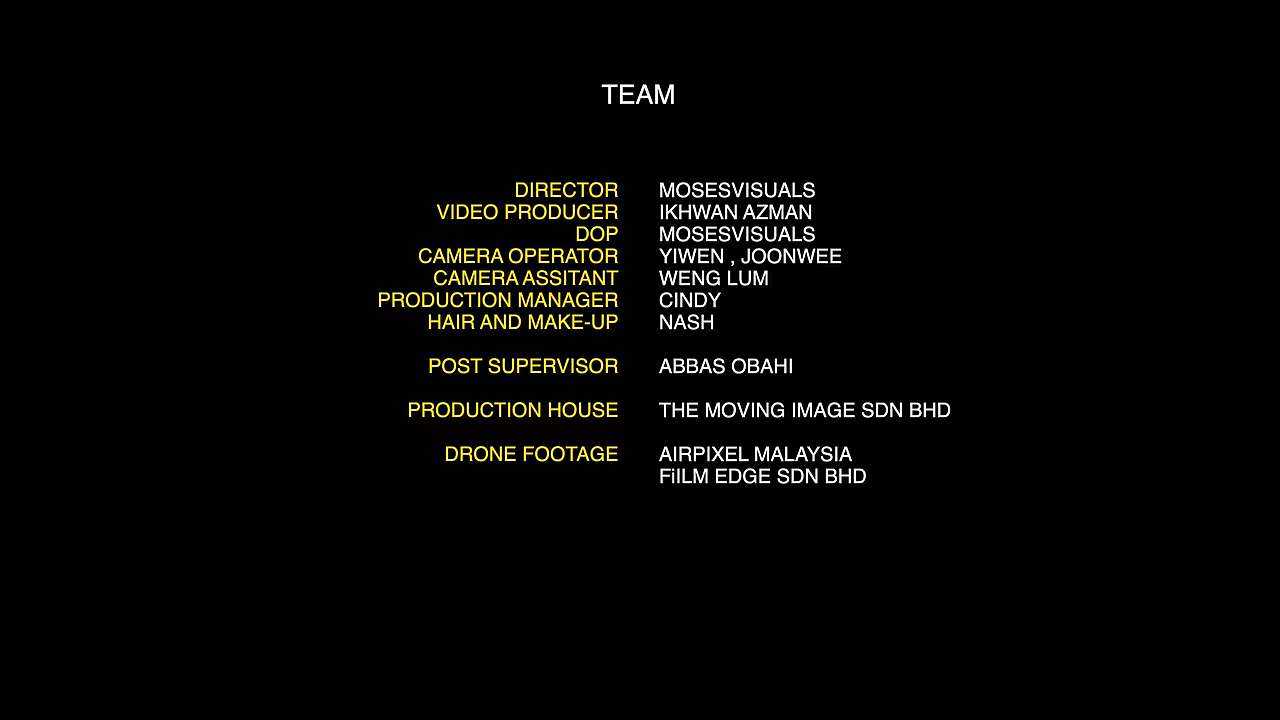 TEAM
DIRECTOR MOSESVISUALS
VIDEO PRODUCER IKHWAN AZMAN
DOP MOSESVISUALS
CAMERA OPERATOR YIWEN , JOONWEE
CAMERA ASSITANT WENG LUM
PRODUCTION MANAGER CINDY
HAIR AND MAKE-UP NASH
POST SUPERVISOR ABBAS OBAHI
PRODUCTION HOUSE THE MOVING IMAGE SDN BHD
DRONE FOOTAGE AIRPIXEL MALAYSIA
FiILM EDGE SDN BHD